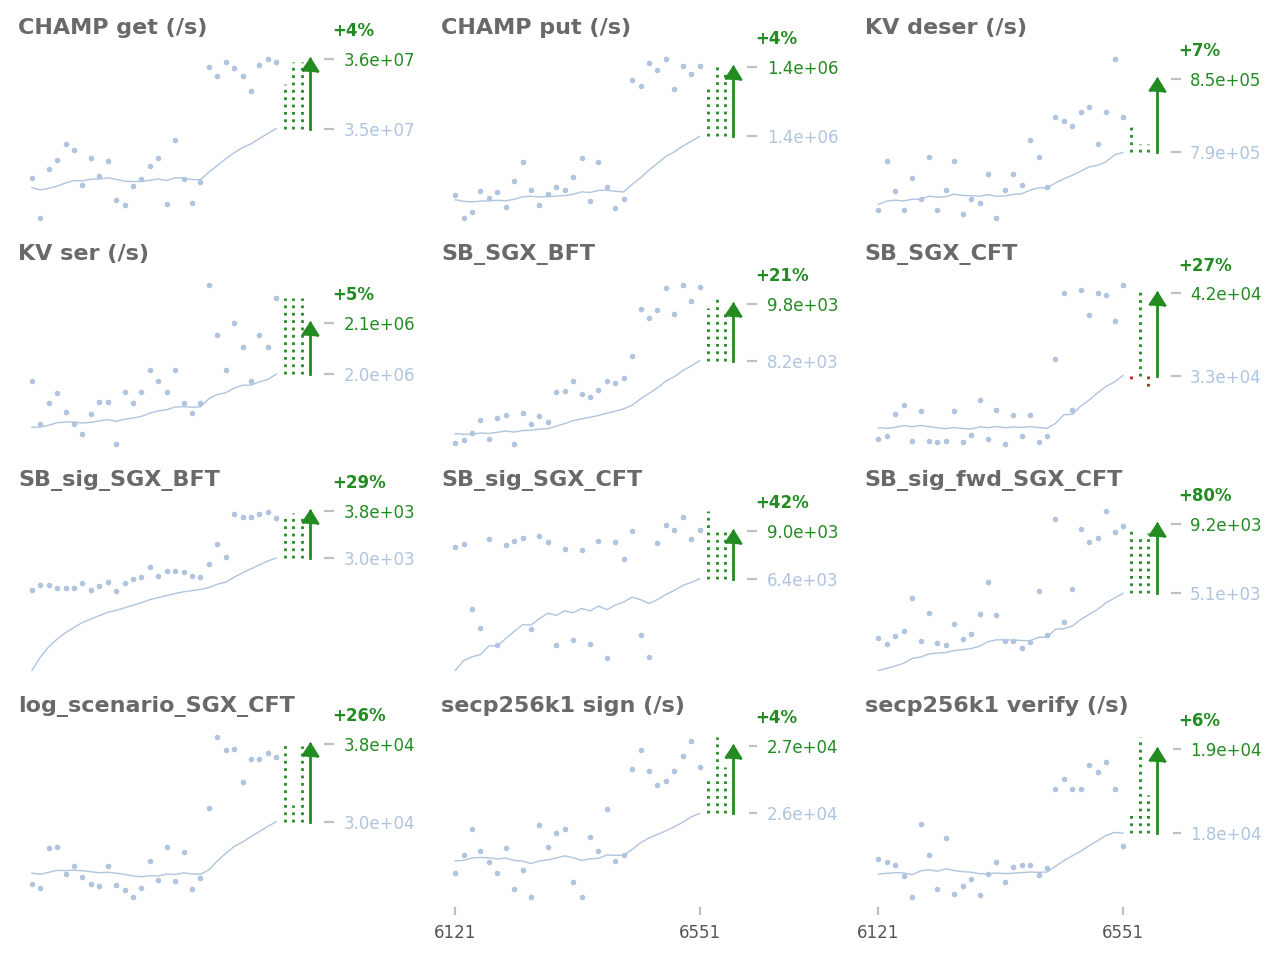 CHAMP get (/s)
+4%
3.6e+07
3.5e+07
CHAMP put (/s)
+4%
1.4e+06
1.4e+06
KV deser (/s)
+7%
8.5e+05
7.9e+05
KV ser (/s)
+5%
2.1e+06
2.0e+06
SB_SGX_BFT
+21%
9.8e+03
8.2e+03
SB_SGX_CFT
+27%
4.2e+04
3.3e+04
SB_sig_SGX_BFT
+29%
3.8e+03
3.0e+03
SB_sig_SGX_CFT
+42%
9.0e+03
6.4e+03
SB_sig_fwd_SGX_CFT
+80%
9.2e+03
5.1e+03
log_scenario_SGX_CFT
+26%
3.8e+04
3.0e+04
secp256k1 sign (/s)
+4%
2.7e+04
2.6e+04
6121
6551
secp256k1 verify (/s)
+6%
1.9e+04
1.8e+04
6121
6551